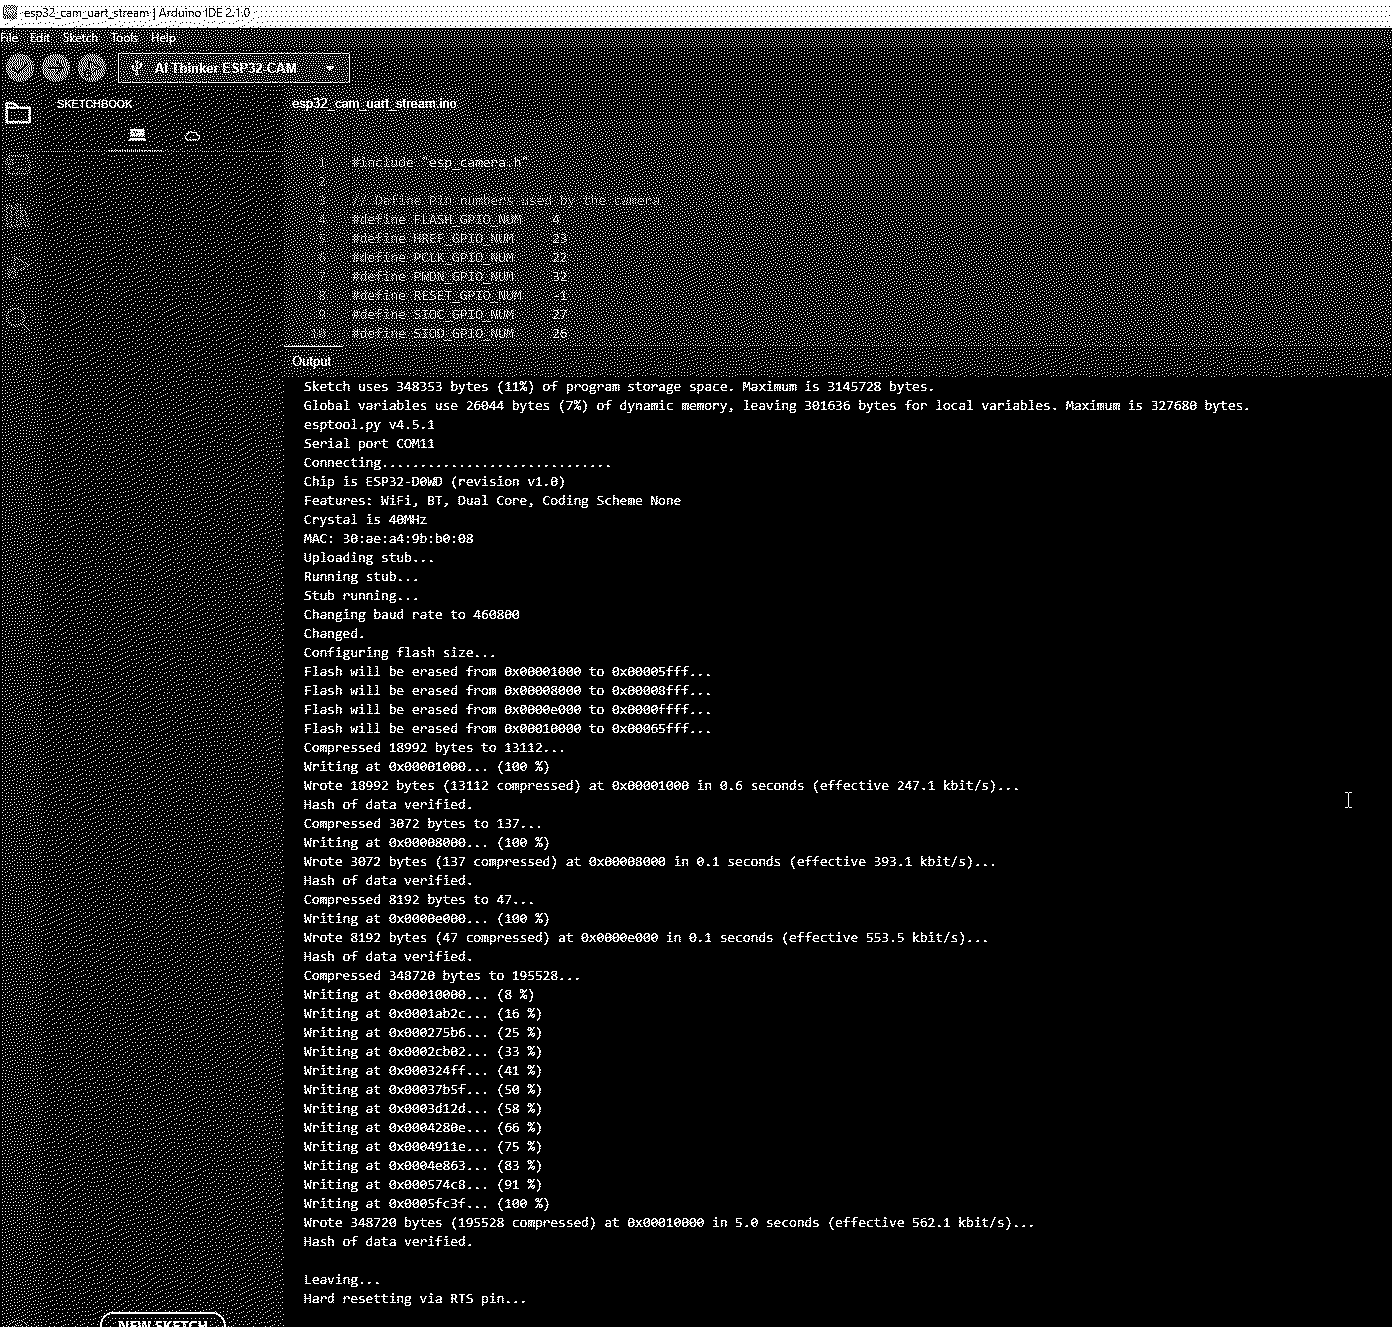 esp32_cam_uart_stream | Arduino IDE 2.1.0
File Edit Sketch Tools Help
AI Thinker ESP32-CAM
SKETCHBOOK
esp32_cam_uart_stream.ino
1 #include "esp_camera.h"
2
3 // Define Pin numbers used by the camera
4 #define FLASH_GPIO_NUM 4
5 #define HREF_GPIO_NUM 23
6 #define PCLK_GPIO_NUM 22
7 #define PWDN_GPIO_NUM 32
8 #define RESET_GPIO_NUM -1
9 #define SIOC_GPIO_NUM 27
10 #define SIOD_GPIO_NUM 26
Output
Sketch uses 348353 bytes (11%) of program storage space. Maximum is 3145728 bytes.
Global variables use 26044 bytes (7%) of dynamic memory, leaving 301636 bytes for local variables. Maximum is 327680 bytes.
esptool.py v4.5.1
Serial port COM11
Connecting..............................
Chip is ESP32-D0WD (revision v1.0)
Features: WiFi, BT, Dual Core, Coding Scheme None
Crystal is 40MHz
MAC: 30:ae:a4:9b:b0:08
Uploading stub...
Running stub...
Stub running...
Changing baud rate to 460800
Changed.
Configuring flash size...
Flash will be erased from 0x00001000 to 0x00005fff...
Flash will be erased from 0x00008000 to 0x00008fff...
Flash will be erased from 0x0000e000 to 0x0000ffff...
Flash will be erased from 0x00010000 to 0x00065fff...
Compressed 18992 bytes to 13112...
Writing at 0x00001000... (100 %)
Wrote 18992 bytes (13112 compressed) at 0x00001000 in 0.6 seconds (effective 247.1 kbit/s)...
Hash of data verified.
Compressed 3072 bytes to 137...
Writing at 0x00008000... (100 %)
Wrote 3072 bytes (137 compressed) at 0x00008000 in 0.1 seconds (effective 393.1 kbit/s)...
Hash of data verified.
Compressed 8192 bytes to 47...
Writing at 0x0000e000... (100 %)
Wrote 8192 bytes (47 compressed) at 0x0000e000 in 0.1 seconds (effective 553.5 kbit/s)...
Hash of data verified.
Compressed 348720 bytes to 195528...
Writing at 0x00010000... (8 %)
Writing at 0x0001ab2c... (16 %)
Writing at 0x000275b6... (25 %)
Writing at 0x0002cb02... (33 %)
Writing at 0x000324ff... (41 %)
Writing at 0x00037b5f... (50 %)
Writing at 0x0003d12d... (58 %)
Writing at 0x0004280e... (66 %)
Writing at 0x0004911e... (75 %)
Writing at 0x0004e863... (83 %)
Writing at 0x000574c8... (91 %)
Writing at 0x0005fc3f... (100 %)
Wrote 348720 bytes (195528 compressed) at 0x00010000 in 5.0 seconds (effective 562.1 kbit/s)...
Hash of data verified.
Leaving...
Hard resetting via RTS pin...
NEW SKETCH